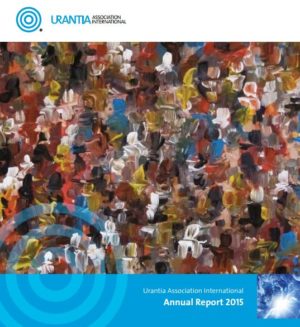 URANTIA ASSOCIATION
INTERNATIONAL
Urantia Association International
Annual Report 2015